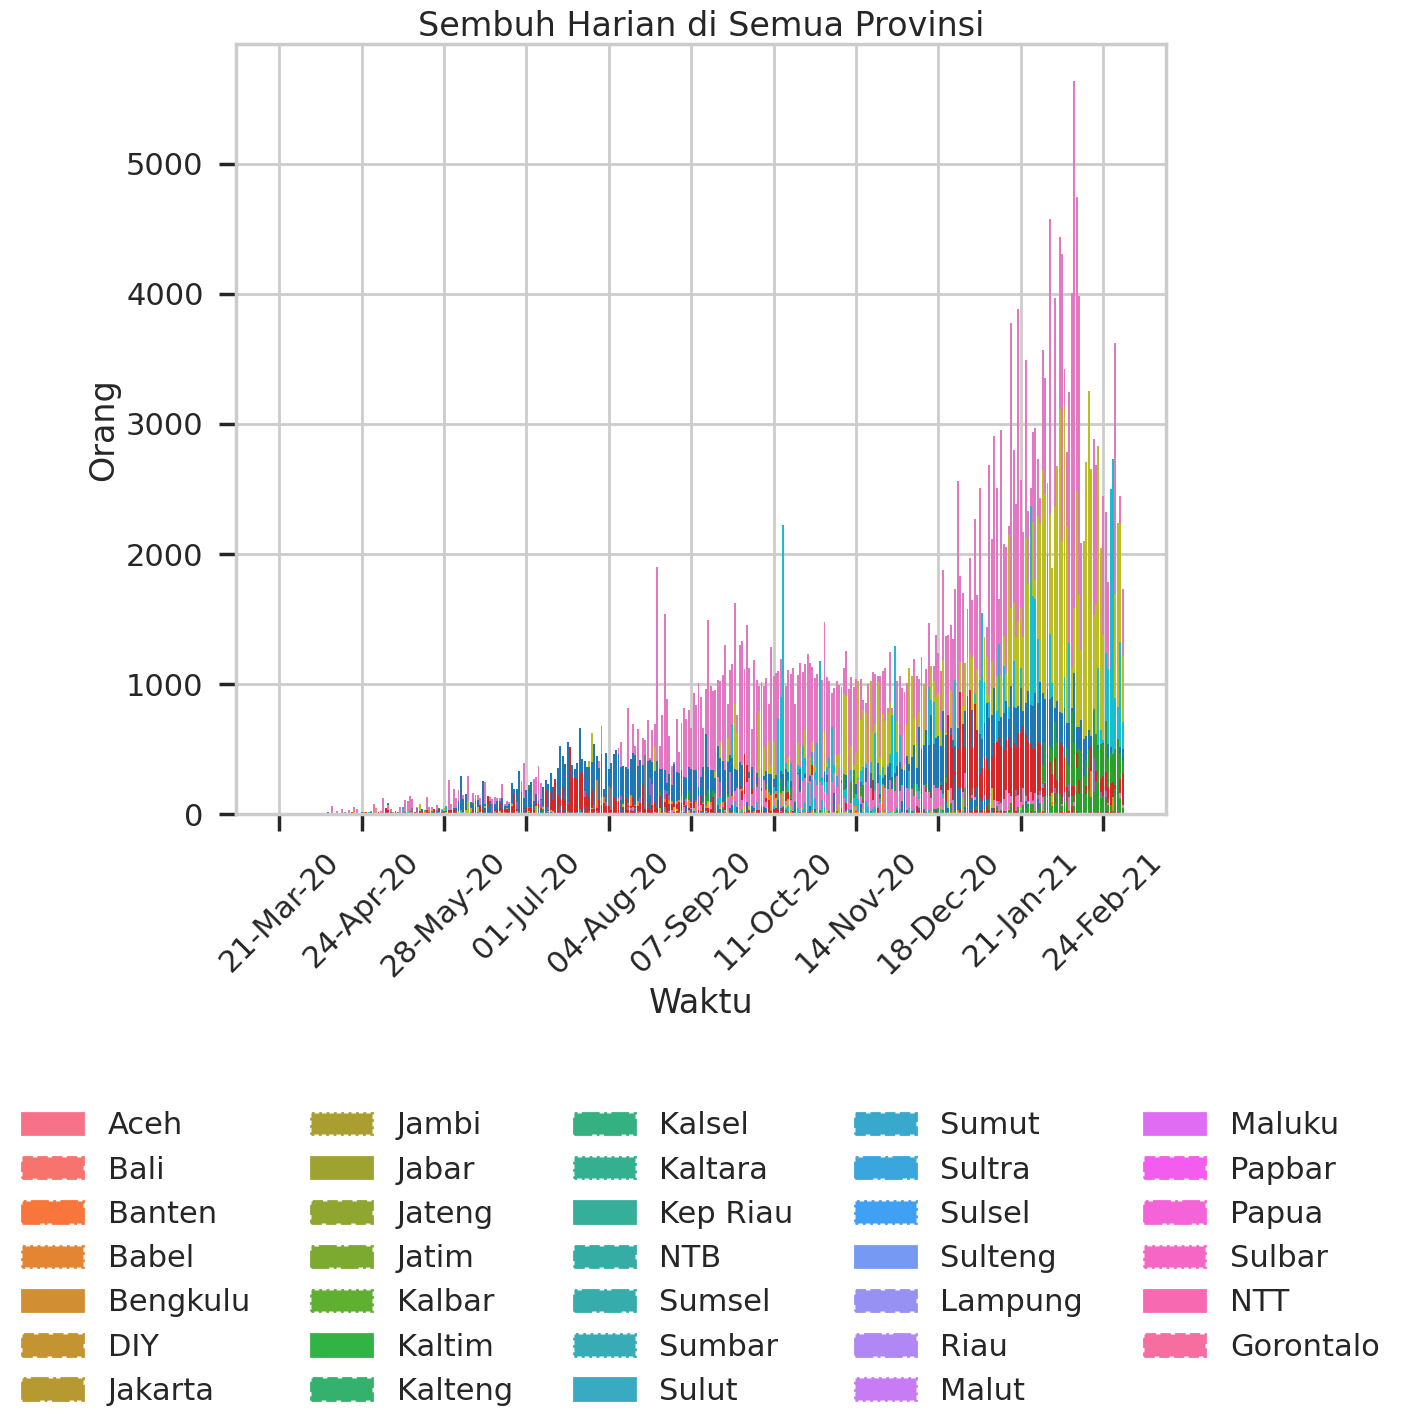 Sembuh Harian di Semua Provinsi
5000
4000
3000
2000
1000
0
Orang
21-Mar-20
24-Apr-20
28-May-20
01-Jul-20
04-Aug-20
07-Sep-20
11-Oct-20
14-Nov-20
18-Dec-20
21-Jan-21
24-Feb-21
Waktu
Aceh
Bali
Banten
Babel
Bengkulu
DIY
Jakarta
Jambi
Jabar
Jateng
Jatim
Kalbar
Kaltim
Kalteng
Kalsel
Kaltara
Kep Riau
NTB
Sumsel
Sumbar
Sulut
Sumut
Sultra
Sulsel
Sulteng
Lampung
Riau
Malut
Maluku
Papbar
Papua
Sulbar
NTT
Gorontalo